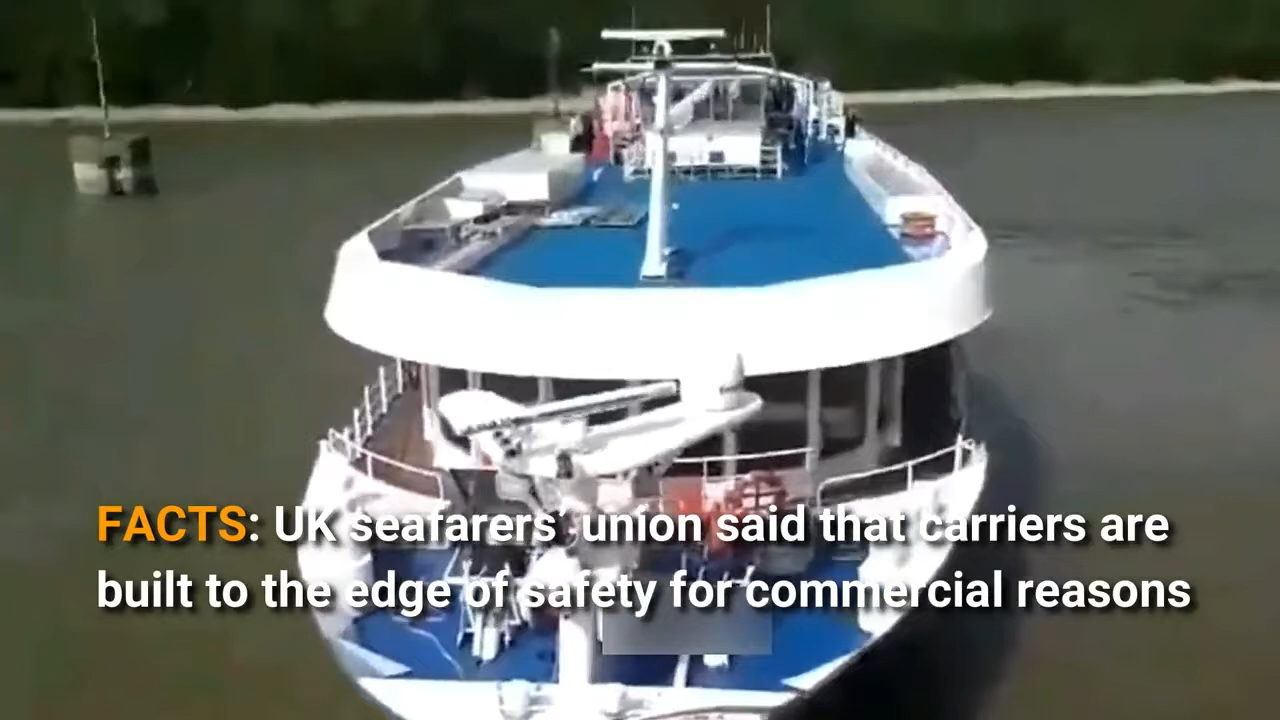 FACTS: UK seafarers’ union said that carriers are
built to the edge of safety for commercial reasons